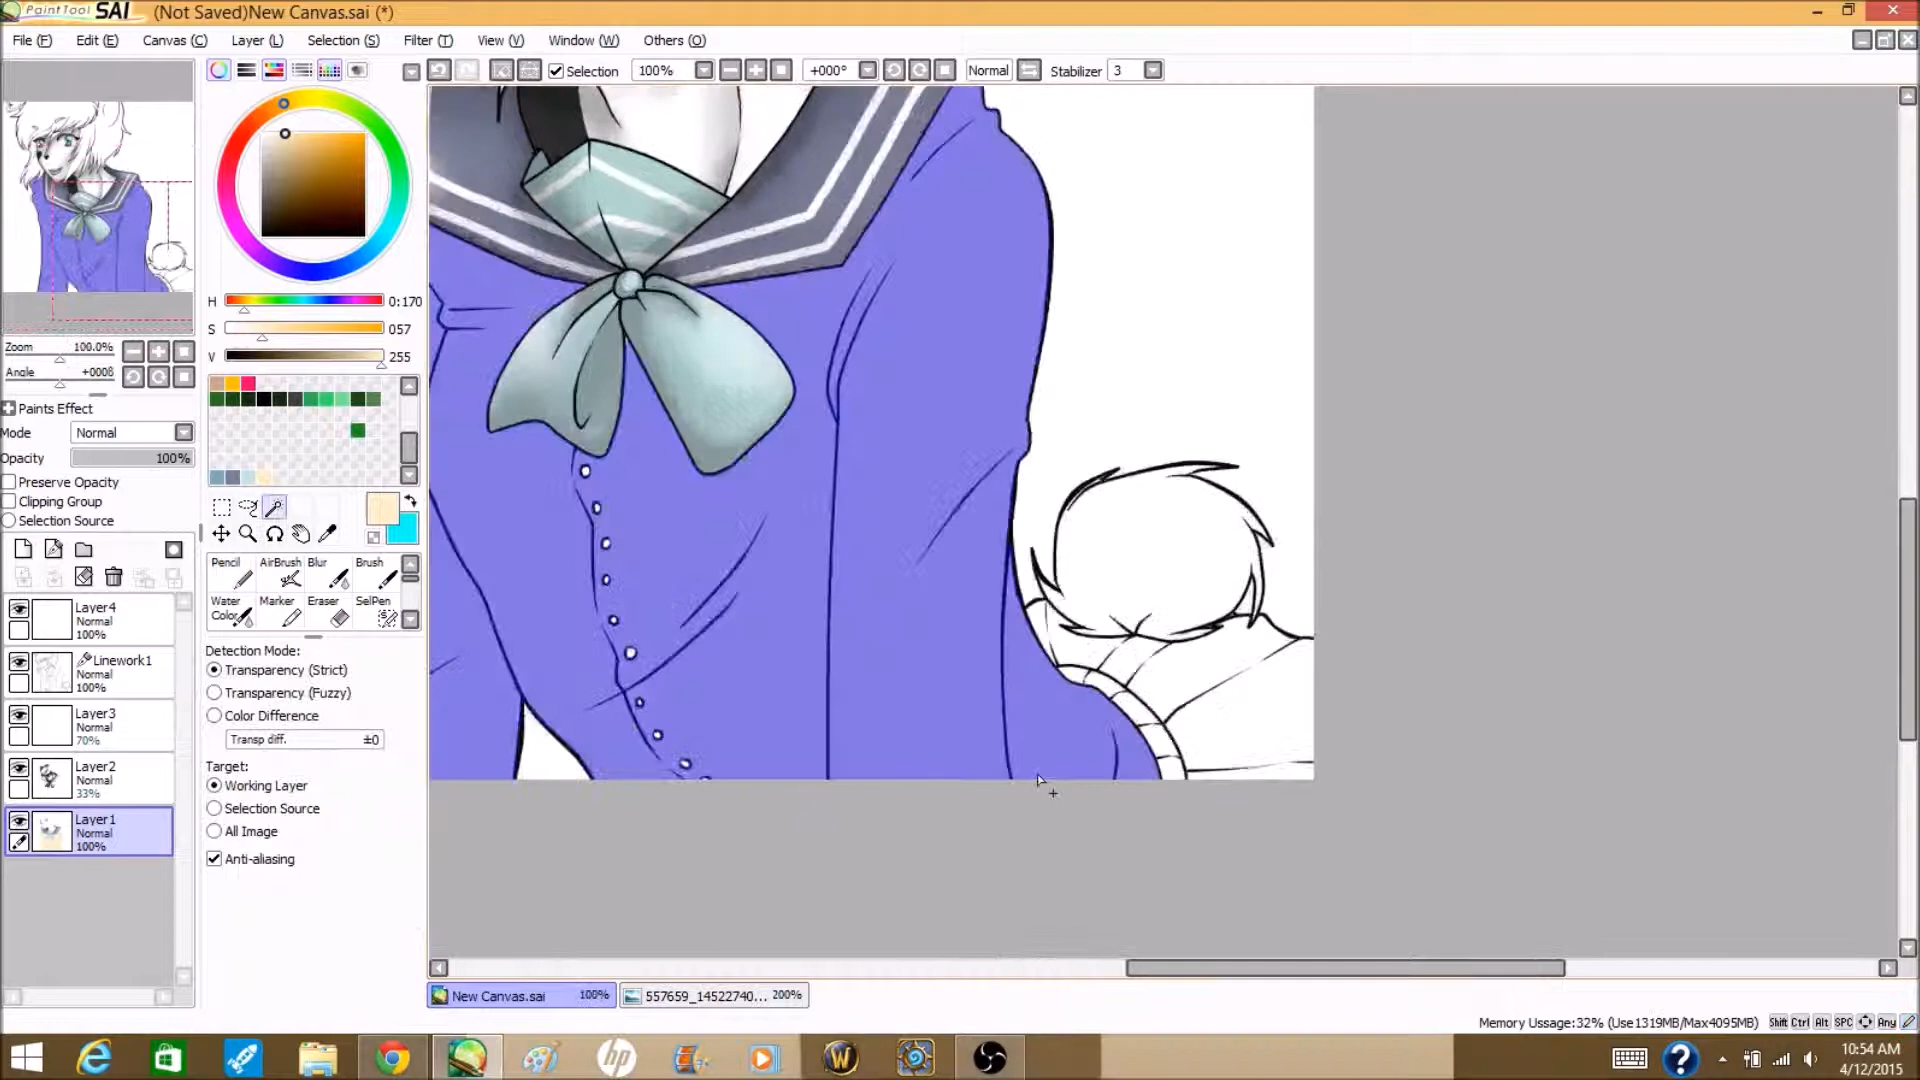 PaintTool SAI (Not Saved)New Canvas.sai (*)
File (F) Edit (E) Canvas (C) Layer (L) Selection (S) Filter (T) View (V) Window (W) Others (O)
Selection 100% +000° Normal Stabilizer 3
H 0:170
S 057
V 255
Zoom 100.0%
Angle +000ß
Paints Effect
Mode Normal
Opacity 100%
Preserve Opacity
Clipping Group
Selection Source
Layer4
Normal
100%
Linework1
100%
Layer3
Normal
70%
Layer2
Normal
33%
Layer1
Normal
100%
Pencil AirBrush Blur Brush
Water Color Marker Eraser SelPen
Detection Mode:
Transparency (Strict)
Transparency (Fuzzy)
Color Difference
Transp diff. ±0
Target:
Working Layer
Selection Source
All Image
Anti-aliasing
New Canvas.sai 100% 557659_14522740... 200%
Memory Ussage:32% (Use1319MB/Max4095MB) Shift Ctrl Alt SPC Any
hp
W
?
10:54 AM
4/12/2015